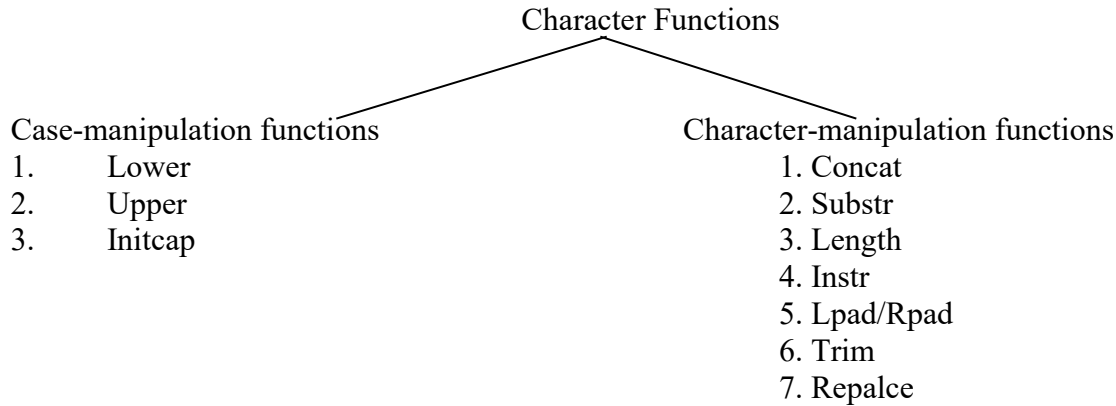 Character Functions
Case-manipulation functions
1. Lower
2. Upper
3. Initcap
Character-manipulation functions
1. Concat
2. Substr
3. Length
4. Instr
5. Lpad/Rpad
6. Trim
7. Repalce